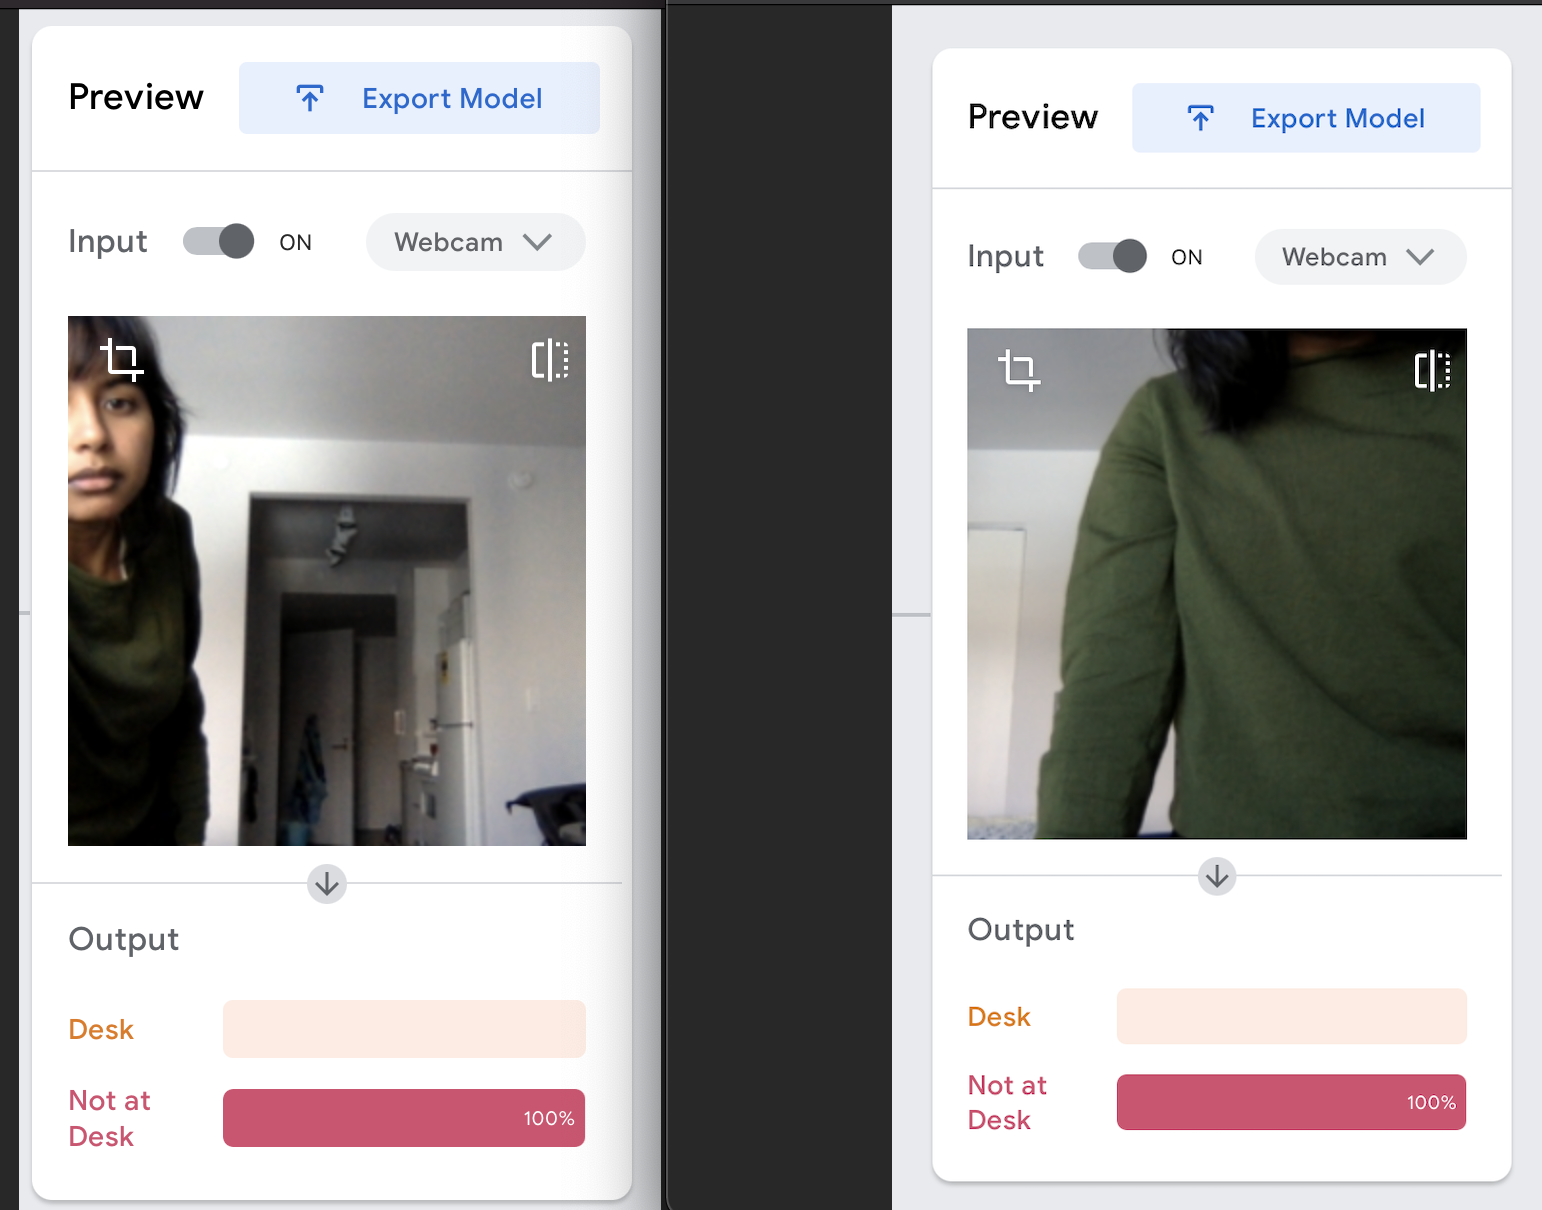 Preview
Export Model
Input
ON
Webcam
Output
Desk
Not at
Desk
100%
Preview
Export Model
Input
ON
Webcam
Output
Desk
Not at
Desk
100%